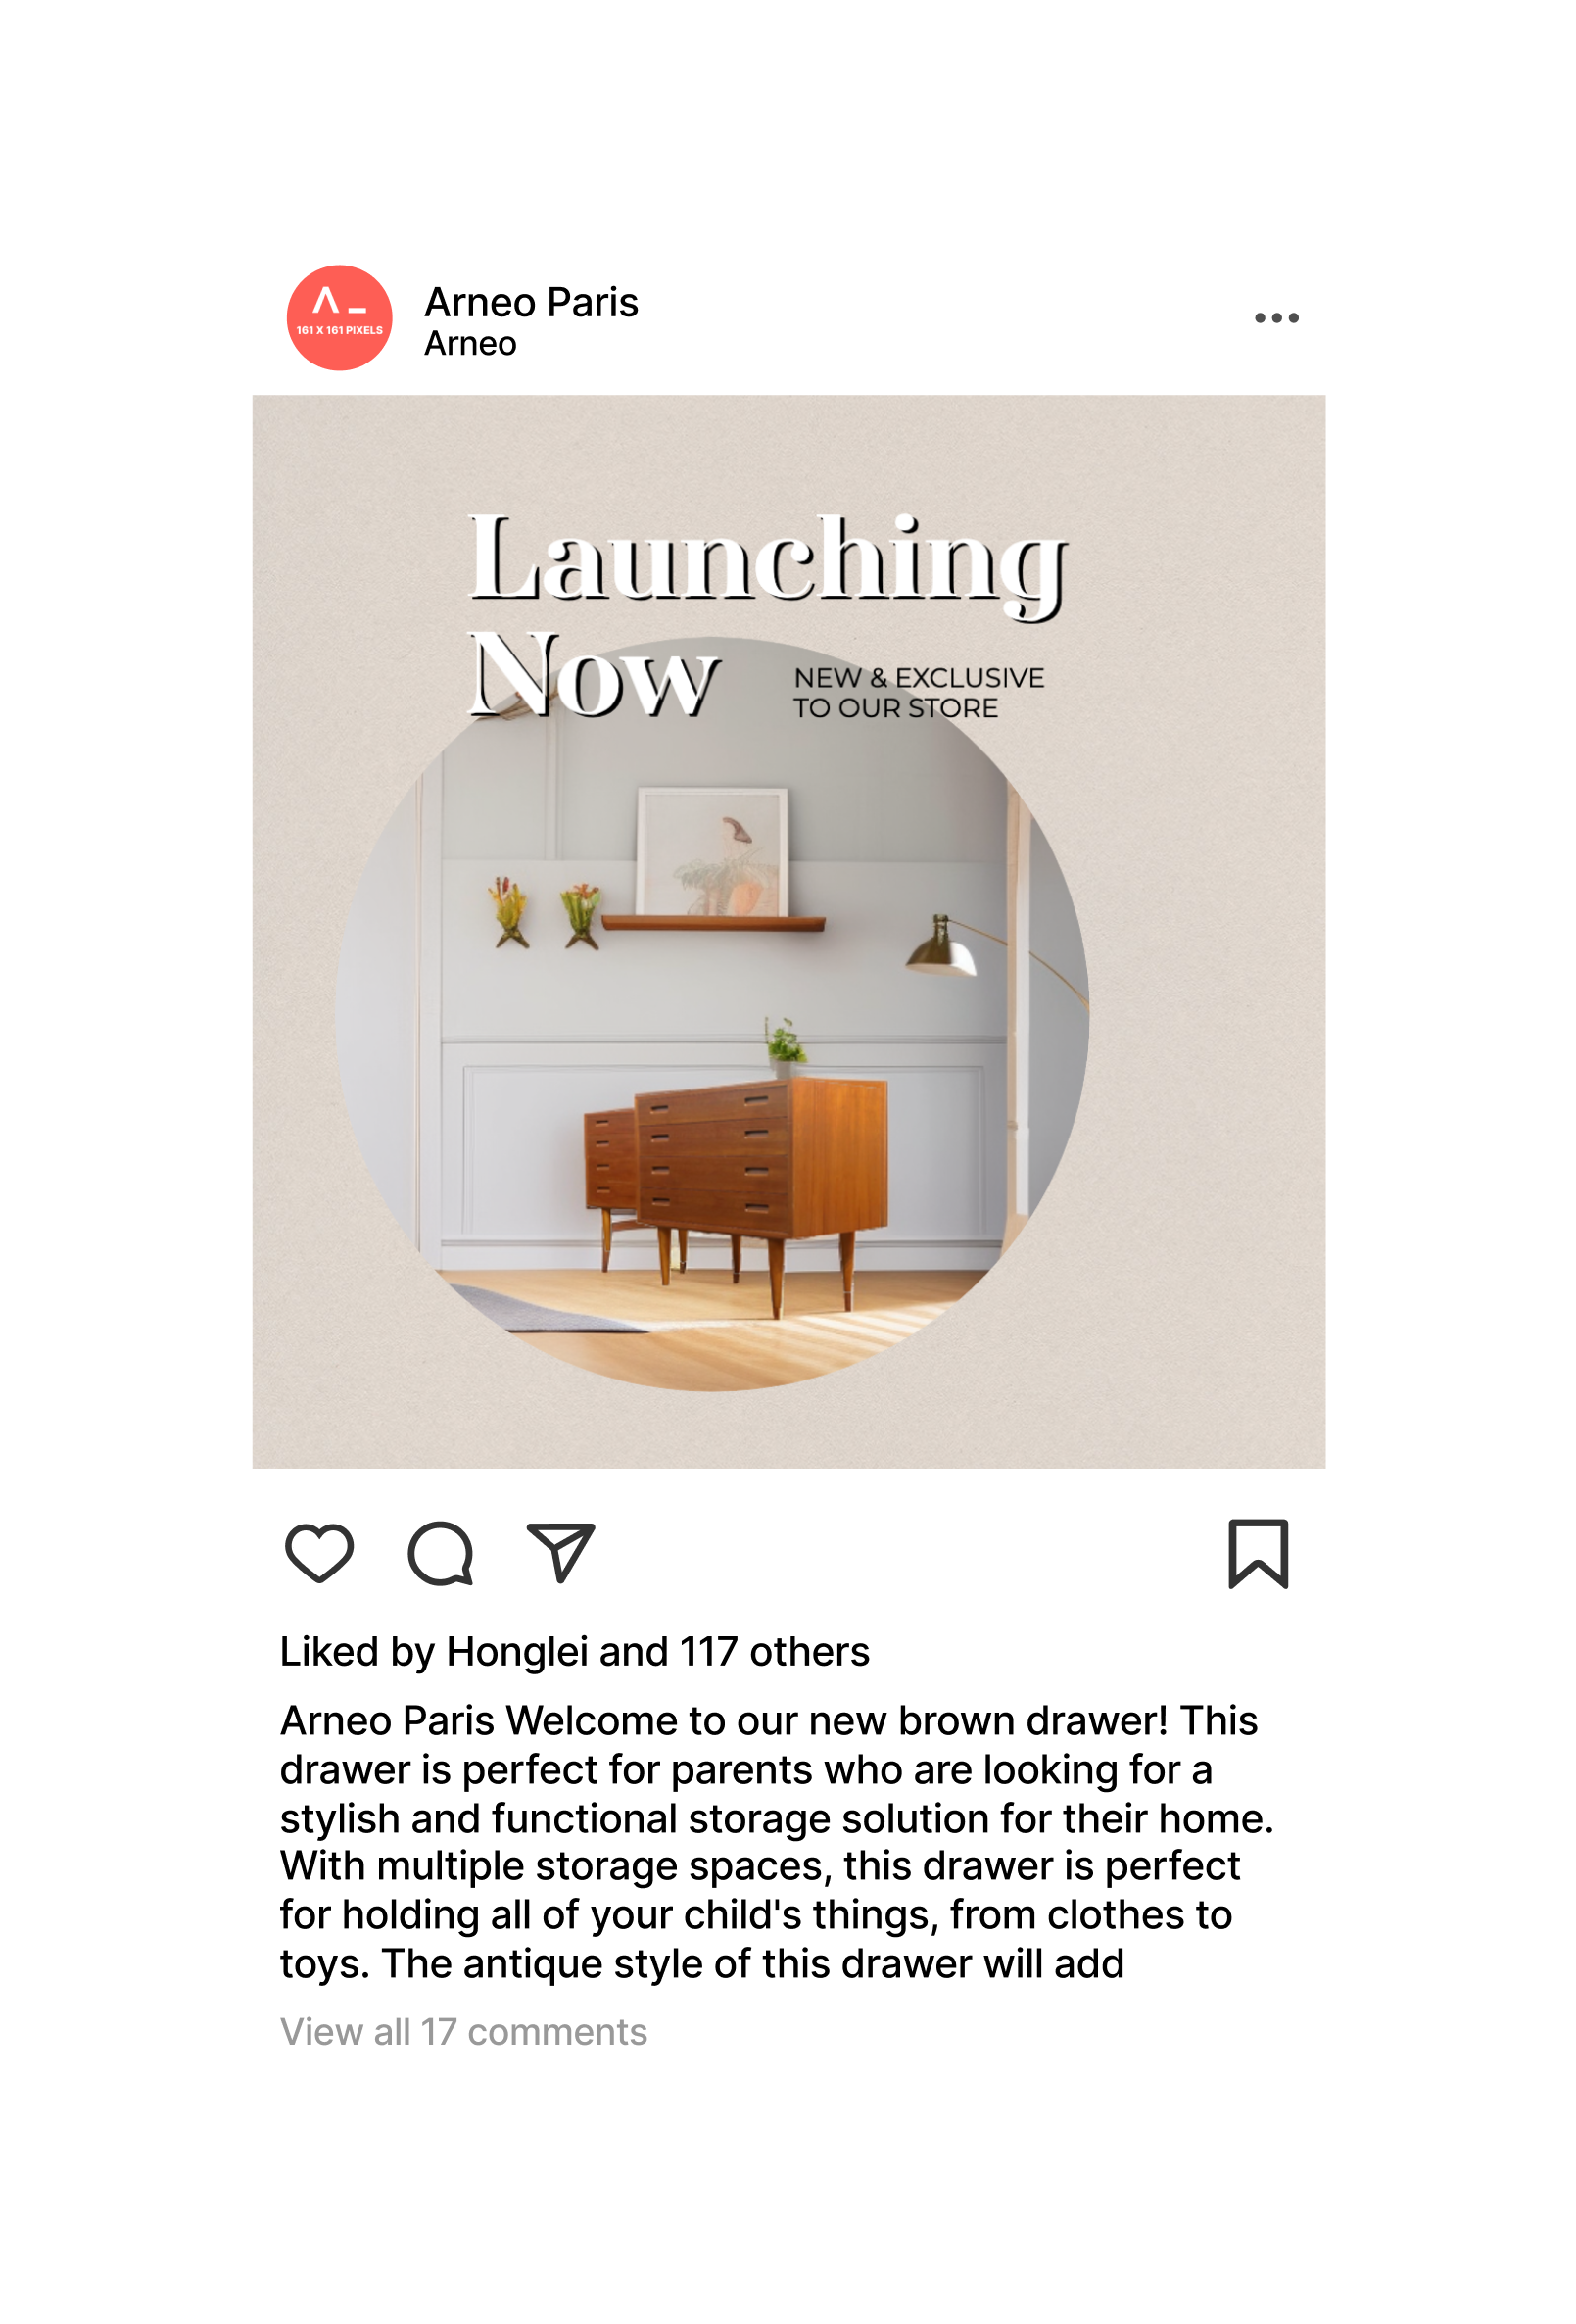 161 X 161 PIXELS
Arneo Paris
Arneo
Launching
Now
NEW & EXCLUSIVE
TO OUR STORE
Liked by Honglei and 117 others
Arneo Paris Welcome to our new brown drawer! This
drawer is perfect for parents who are looking for a
stylish and functional storage solution for their home.
With multiple storage spaces, this drawer is perfect
for holding all of your child's things, from clothes to
toys. The antique style of this drawer will add
View all 17 comments